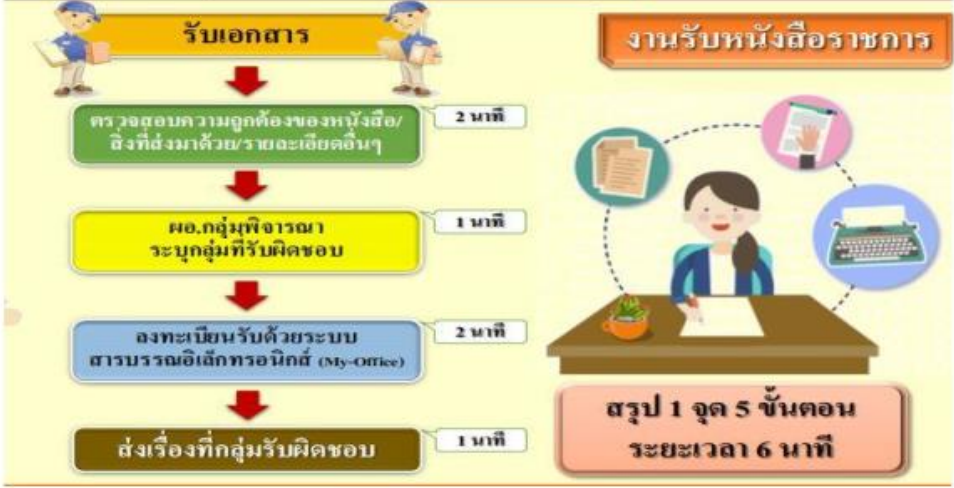 รับเอกสาร
งานรับหนังสือราชการ
ตรวจสอบความถูกต้องของหนังสือ/
สิ่งที่ส่งมาด้วย/รายละเอียดอื่นๆ
2 นาที
ผอ.กลุ่มพิจารณา
ระบุกลุ่มที่รับผิดชอบ
1 นาที
องทะเบียนรับด้วยระบบ
สารบรรณอิเล็กทรอนิกส์ (My-Office)
2 นาที
ส่งเรื่องที่กลุ่มรับผิดชอบ
1 นาที
สรุป 1 จุด 5 ขั้นตอน
ระยะเวลา 6 นาที